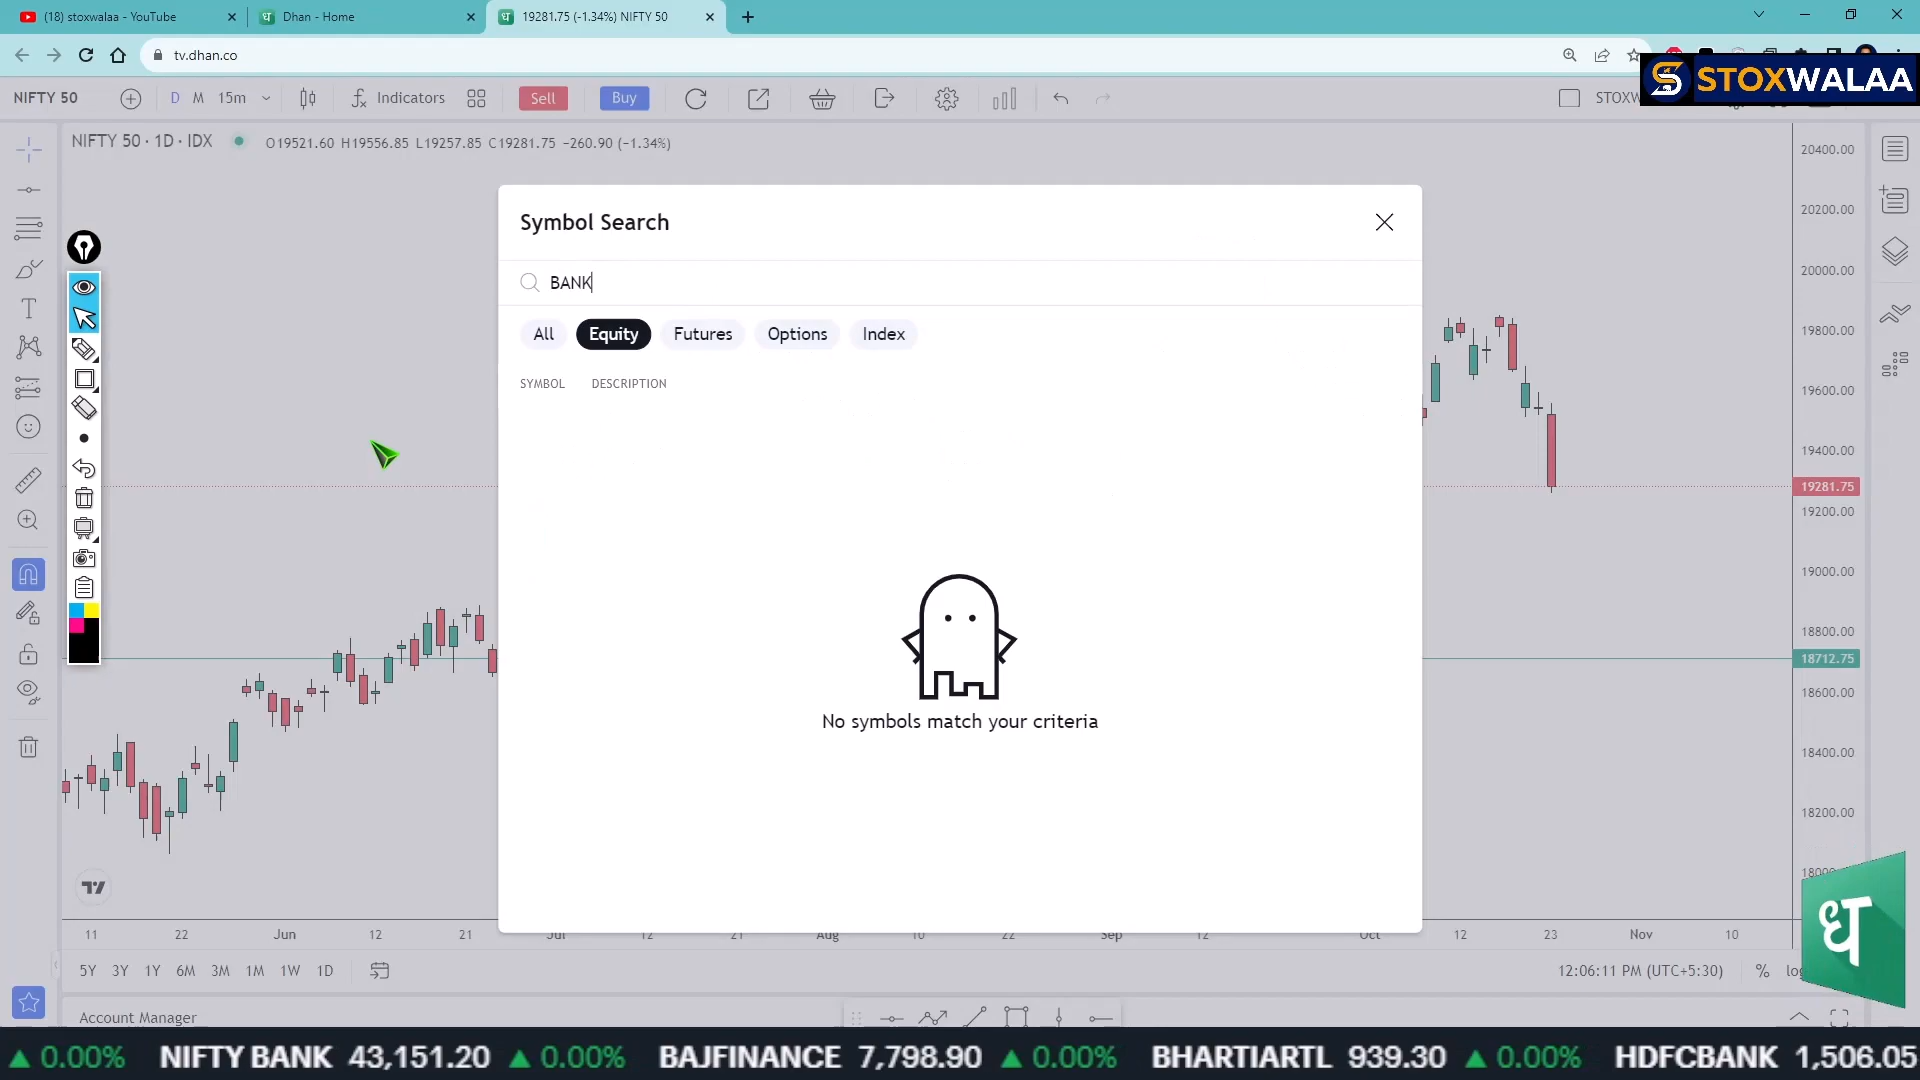 (18) stoxwalaa - YouTube
Dhan - Home
19281.75 (-1.34%) NIFTY 50
tv.dhan.co
STOXWALAA
NIFTY 50 D M 15m Indicators Sell Buy STOXW
NIFTY 50 · 1D · IDX O19521.60 H19556.85 L19257.85 C19281.75 −260.90 (−1.34%)
Symbol Search
BANK
All Equity Futures Options Index
SYMBOL DESCRIPTION
No symbols match your criteria
20400.00
20200.00
20000.00
19800.00
19600.00
19400.00
19281.75
19200.00
19000.00
18800.00
18712.75
18600.00
18400.00
18200.00
1800
11 22 Jun 12 21 Jul 12 21 Aug 10 22 Sep 12 Oct 12 23 Nov 10
5Y 3Y 1Y 6M 3M 1M 1W 1D 12:06:11 PM (UTC+5:30) % log
ध
Account Manager
▲ 0.00% NIFTY BANK 43,151.20 ▲ 0.00% BAJFINANCE 7,798.90 ▲ 0.00% BHARTIARTL 939.30 ▲ 0.00% HDFCBANK 1,506.05